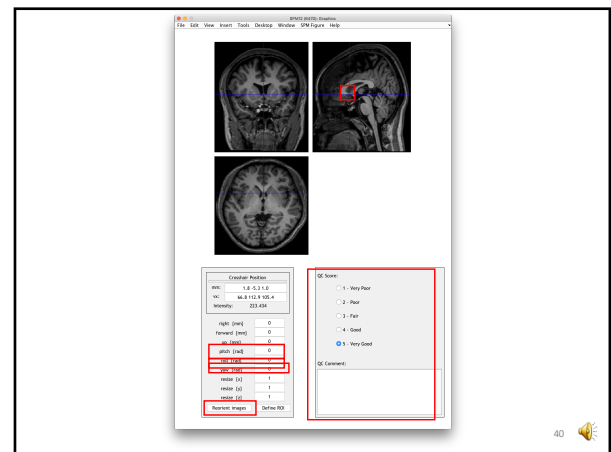 SPM12 (6470): Graphics
File Edit View Insert Tools Desktop Window SPM Figure Help
Crosshair Position
mm: 1.8 -5.3 1.0
vx: 66.8 112.9 105.4
Intensity: 223.434
right {mm} 0
forward {mm} 0
up {mm} 0
pitch {rad} 0
roll {rad} 0
yaw {rad} 0
resize {x} 1
resize {y} 1
resize {z} 1
Reorient images Define ROI
QC Score:
1 - Very Poor
2 - Poor
3 - Fair
4 - Good
5 - Very Good
QC Comment:
40